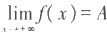 lim f(x)=A
x→+∞